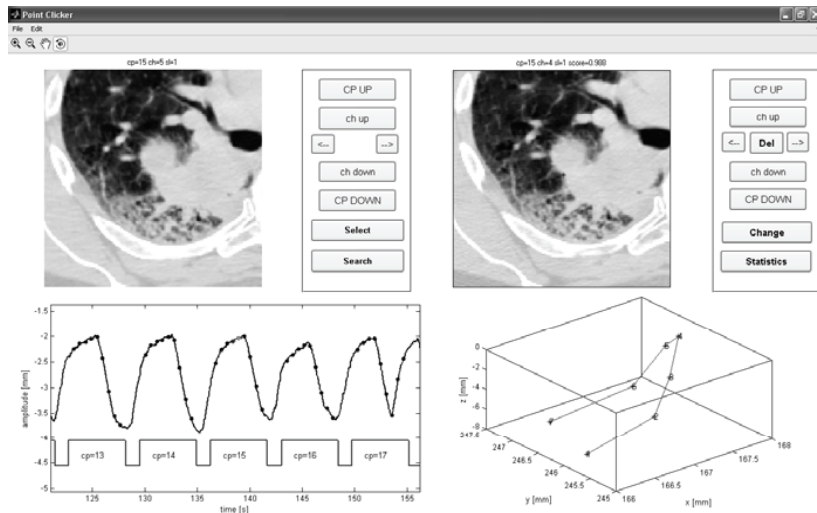 Point Clicker
File Edit
cp=15 ch=5 sl=1
CP UP
ch up
<-- -->
ch down
CP DOWN
Select
Search
cp=15 ch=4 sl=1 score=0.988
CP UP
ch up
<-- Del -->
ch down
CP DOWN
Change
Statistics
-1.5
-2
-2.5
-3
-3.5
-4
-4.5
-5
amplitude [mm]
cp=13 cp=14 cp=15 cp=16 cp=17
125 130 135 140 145 150 155
time [s]
0
-2
-4
-6
-8
z [mm]
247.5
247
246.5
246
245.5
245
y [mm]
166
166.5
167
167.5
168
x [mm]